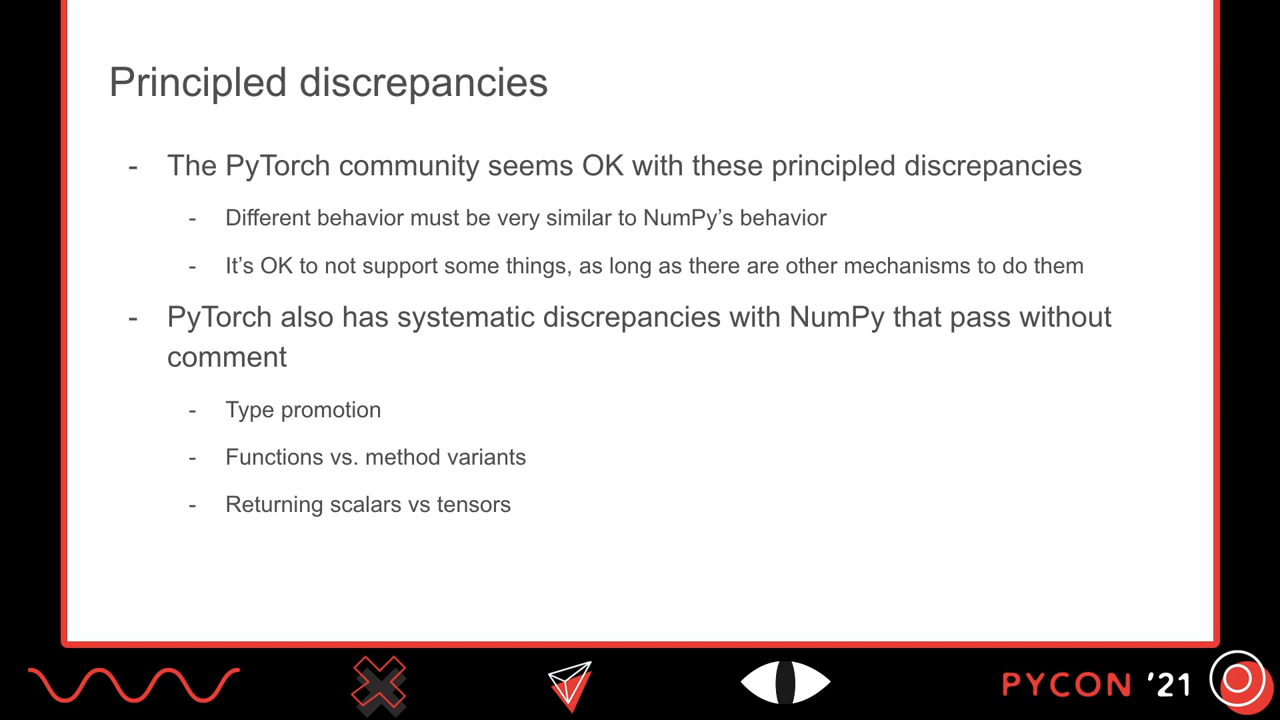 Principled discrepancies
- The PyTorch community seems OK with these principled discrepancies
- Different behavior must be very similar to NumPy’s behavior
- It’s OK to not support some things, as long as there are other mechanisms to do them
- PyTorch also has systematic discrepancies with NumPy that pass without
comment
- Type promotion
- Functions vs. method variants
- Returning scalars vs tensors
PYCON ’21